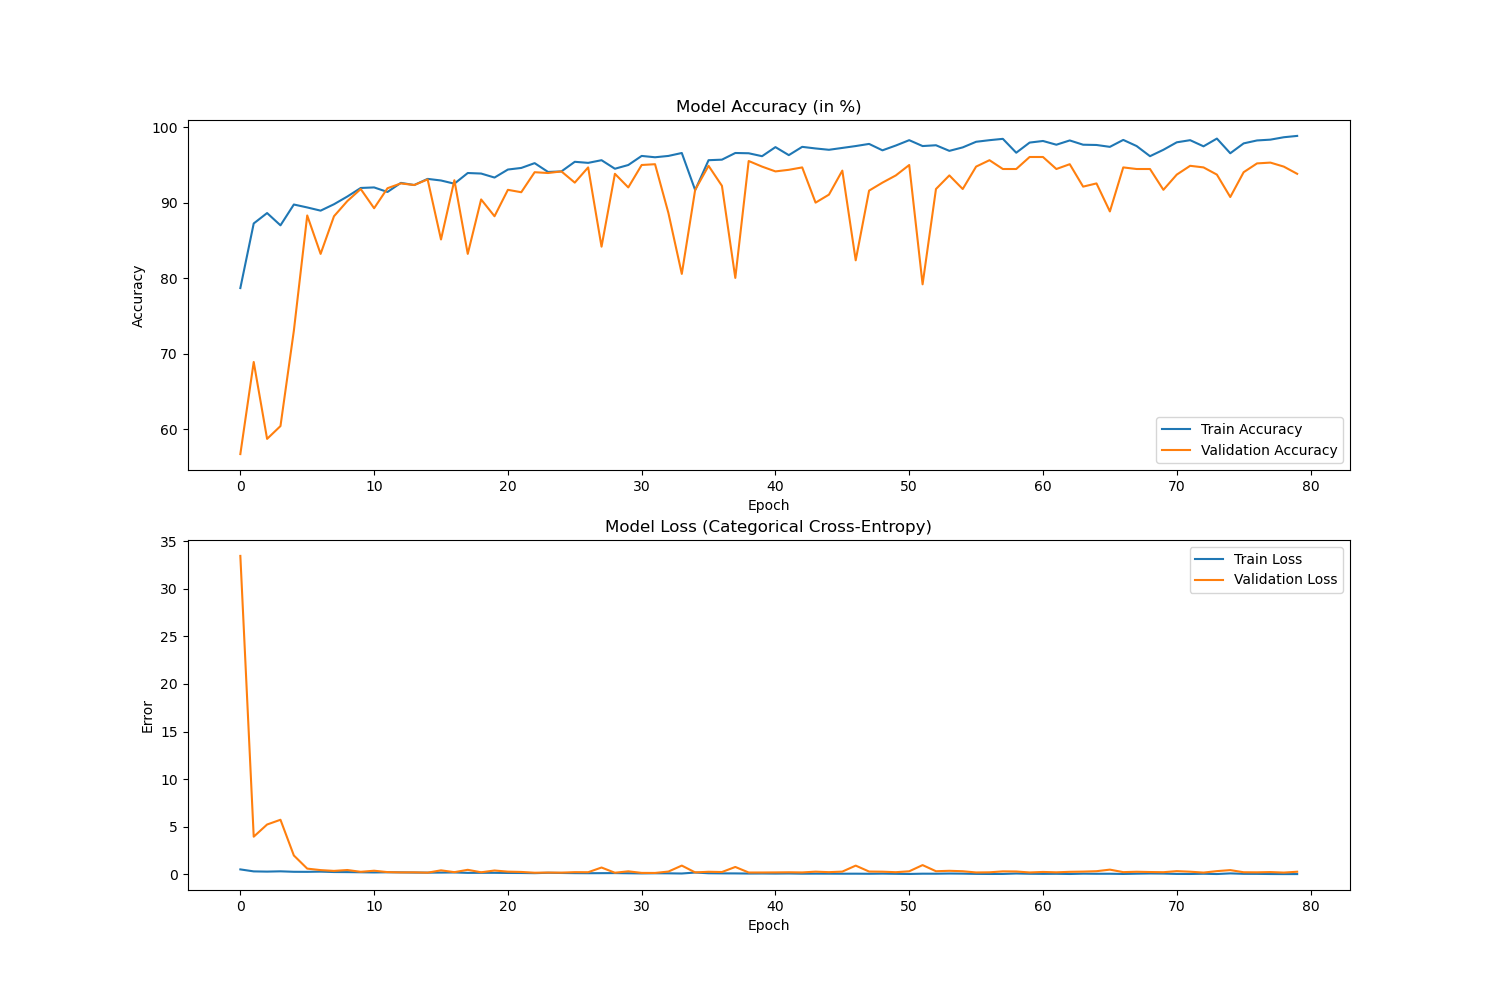 Model Accuracy (in %)
100
90
80
70
60
Accuracy
Train Accuracy
Validation Accuracy
0 10 20 30 40 50 60 70 80
Epoch
Model Loss (Categorical Cross-Entropy)
35
30
25
20
15
10
5
0
Error
Train Loss
Validation Loss
0 10 20 30 40 50 60 70 80
Epoch